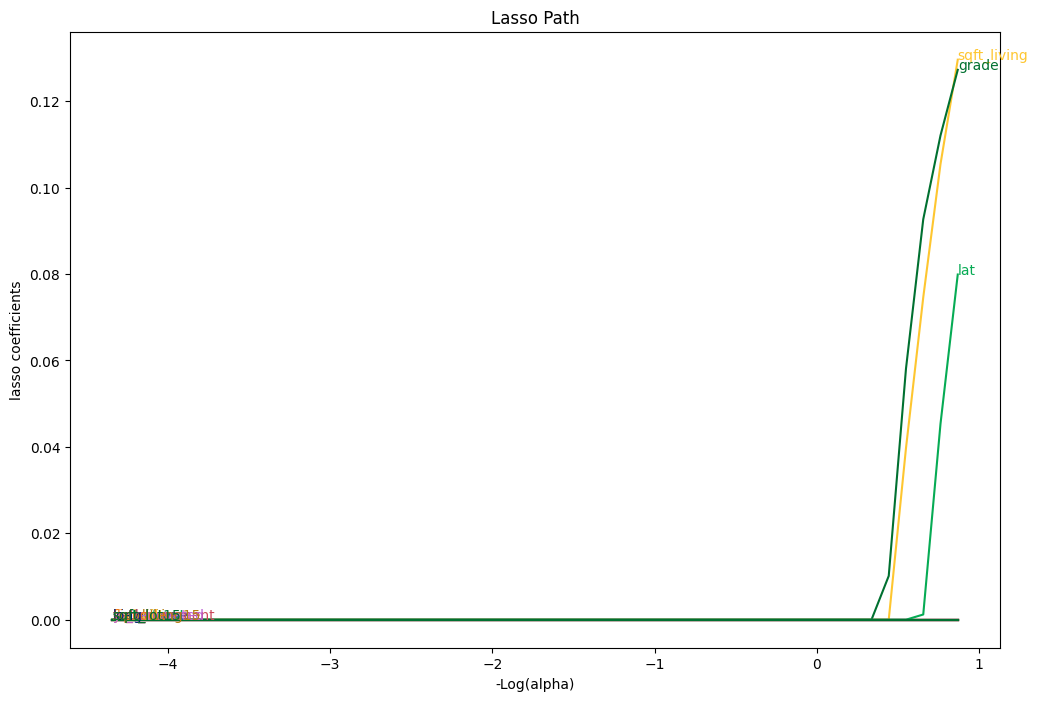 Lasso Path
sqft_living
grade
0.12
0.10
0.08
lat
0.06
0.04
0.02
0.00
lasso coefficients
−4
−3
−2
−1
0
1
-Log(alpha)